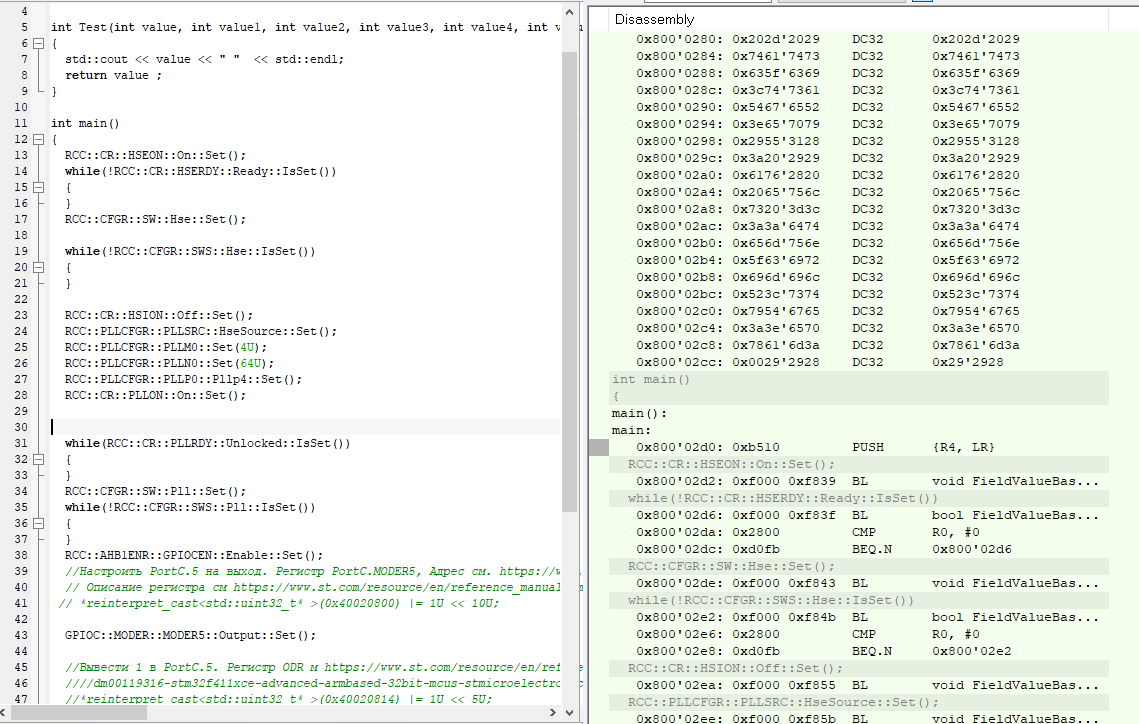 4
5 int Test(int value, int value1, int value2, int value3, int value4, int
6 {
7 std::cout << value << " " << std::endl;
8 return value ;
9 }
10
11 int main()
12 {
13 RCC::CR::HSEON::On::Set();
14 while(!RCC::CR::HSERDY::Ready::IsSet())
15 {
16 }
17 RCC::CFGR::SW::Hse::Set();
18
19 while(!RCC::CFGR::SWS::Hse::IsSet())
20 {
21 }
22
23 RCC::CR::HSION::Off::Set();
24 RCC::PLLCFGR::PLLSRC::HseSource::Set();
25 RCC::PLLCFGR::PLLM0::Set(4U);
26 RCC::PLLCFGR::PLLN0::Set(64U);
27 RCC::PLLCFGR::PLLP0::Pllp4::Set();
28 RCC::CR::PLLON::On::Set();
29
30
31 while(RCC::CR::PLLRDY::Unlocked::IsSet())
32 {
33 }
34 RCC::CFGR::SW::Pll::Set();
35 while(!RCC::CFGR::SWS::Pll::IsSet())
36 {
37 }
38 RCC::AHB1ENR::GPIOCEN::Enable::Set();
39 //Настроить PortC.5 на выход. Регистр PortC.MODER5, Адрес см. https://w
40 // Описание регистра см https://www.st.com/resource/en/reference_manual
41 // *reinterpret_cast<std::uint32_t* >(0x40020800) |= 1U << 10U;
42
43 GPIOC::MODER::MODER5::Output::Set();
44
45 //Вывести 1 в PortC.5. Регистр ODR м https://www.st.com/resource/en/refe
46 ////dm00119316-stm32f411xce-advanced-armbased-32bit-mcus-stmicroelectro
47 //*reinterpret_cast<std::uint32_t* >(0x40020814) |= 1U << 5U;
Disassembly
0x800'0280: 0x202d'2029 DC32 0x202d'2029
0x800'0284: 0x7461'7473 DC32 0x7461'7473
0x800'0288: 0x635f'6369 DC32 0x635f'6369
0x800'028c: 0x3c74'7361 DC32 0x3c74'7361
0x800'0290: 0x5467'6552 DC32 0x5467'6552
0x800'0294: 0x3e65'7079 DC32 0x3e65'7079
0x800'0298: 0x2955'3128 DC32 0x2955'3128
0x800'029c: 0x3a20'2929 DC32 0x3a20'2929
0x800'02a0: 0x6176'2820 DC32 0x6176'2820
0x800'02a4: 0x2065'756c DC32 0x2065'756c
0x800'02a8: 0x7320'3d3c DC32 0x7320'3d3c
0x800'02ac: 0x3a3a'6474 DC32 0x3a3a'6474
0x800'02b0: 0x656d'756e DC32 0x656d'756e
0x800'02b4: 0x5f63'6972 DC32 0x5f63'6972
0x800'02b8: 0x696d'696c DC32 0x696d'696c
0x800'02bc: 0x523c'7374 DC32 0x523c'7374
0x800'02c0: 0x7954'6765 DC32 0x7954'6765
0x800'02c4: 0x3a3e'6570 DC32 0x3a3e'6570
0x800'02c8: 0x7861'6d3a DC32 0x7861'6d3a
0x800'02cc: 0x0029'2928 DC32 0x29'2928
int main()
{
main():
main:
0x800'02d0: 0xb510 PUSH {R4, LR}
RCC::CR::HSEON::On::Set();
0x800'02d2: 0xf000 0xf839 BL void FieldValueBas...
while(!RCC::CR::HSERDY::Ready::IsSet())
0x800'02d6: 0xf000 0xf83f BL bool FieldValueBas...
0x800'02da: 0x2800 CMP R0, #0
0x800'02dc: 0xd0fb BEQ.N 0x800'02d6
RCC::CFGR::SW::Hse::Set();
0x800'02de: 0xf000 0xf843 BL void FieldValueBas...
while(!RCC::CFGR::SWS::Hse::IsSet())
0x800'02e2: 0xf000 0xf84b BL bool FieldValueBas...
0x800'02e6: 0x2800 CMP R0, #0
0x800'02e8: 0xd0fb BEQ.N 0x800'02e2
RCC::CR::HSION::Off::Set();
0x800'02ea: 0xf000 0xf855 BL void FieldValueBas...
RCC::PLLCFGR::PLLSRC::HseSource::Set();
0x800'02ee: 0xf000 0xf85b BL void FieldValueBas...